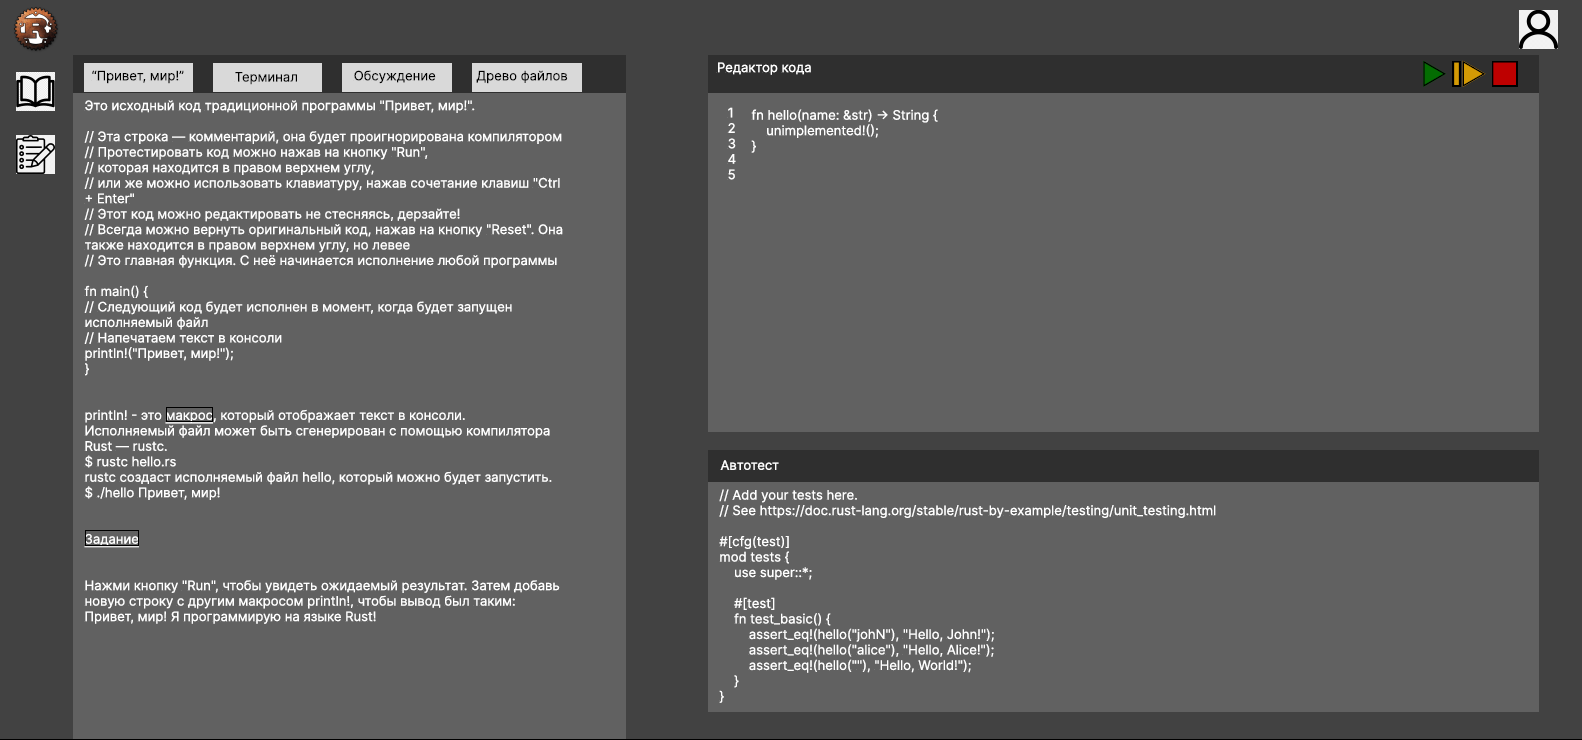 “Привет, мир!”
Терминал
Обсуждение
Древо файлов
Это исходный код традиционной программы "Привет, мир!".
// Эта строка — комментарий, она будет проигнорирована компилятором
// Протестировать код можно нажав на кнопку "Run",
// которая находится в правом верхнем углу,
// или же можно использовать клавиатуру, нажав сочетание клавиш "Ctrl
+ Enter"
// Этот код можно редактировать не стесняясь, дерзайте!
// Всегда можно вернуть оригинальный код, нажав на кнопку "Reset". Она
также находится в правом верхнем углу, но левее
// Это главная функция. С неё начинается исполнение любой программы
fn main() {
// Следующий код будет исполнен в момент, когда будет запущен
исполняемый файл
// Напечатаем текст в консоли
println!("Привет, мир!");
}
println! - это макрос, который отображает текст в консоли.
Исполняемый файл может быть сгенерирован с помощью компилятора
Rust — rustc.
$ rustc hello.rs
rustc создаст исполняемый файл hello, который можно будет запустить.
$ ./hello Привет, мир!
Задание
Нажми кнопку "Run", чтобы увидеть ожидаемый результат. Затем добавь
новую строку с другим макросом println!, чтобы вывод был таким:
Привет, мир! Я программирую на языке Rust!
Редактор кода
1 fn hello(name: &str) -> String {
2 unimplemented!();
3 }
4
5
Автотест
// Add your tests here.
// See https://doc.rust-lang.org/stable/rust-by-example/testing/unit_testing.html
#[cfg(test)]
mod tests {
use super::*;
#[test]
fn test_basic() {
assert_eq!(hello("johN"), "Hello, John!");
assert_eq!(hello("alice"), "Hello, Alice!");
assert_eq!(hello(""), "Hello, World!");
}
}